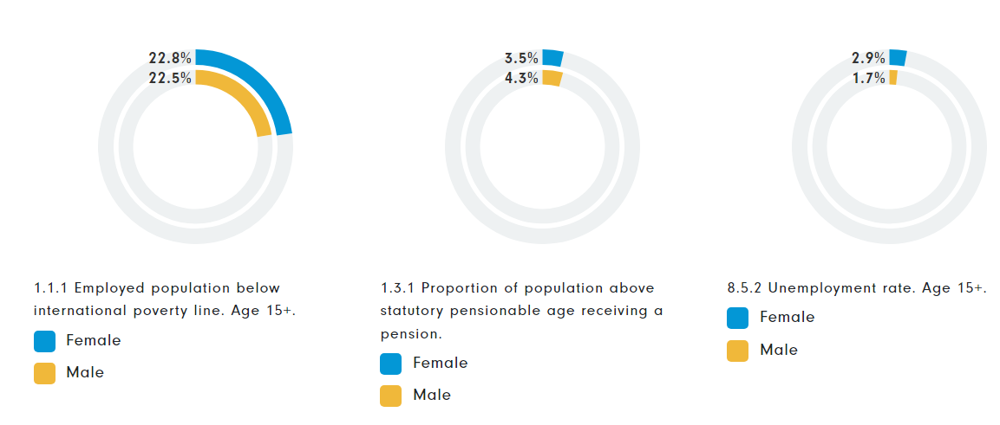 22.8%
22.5%
1.1.1 Employed population below
international poverty line. Age 15+.
Female
Male
3.5%
4.3%
1.3.1 Proportion of population above
statutory pensionable age receiving a
pension.
Female
Male
2.9%
1.7%
8.5.2 Unemployment rate. Age 15+.
Female
Male